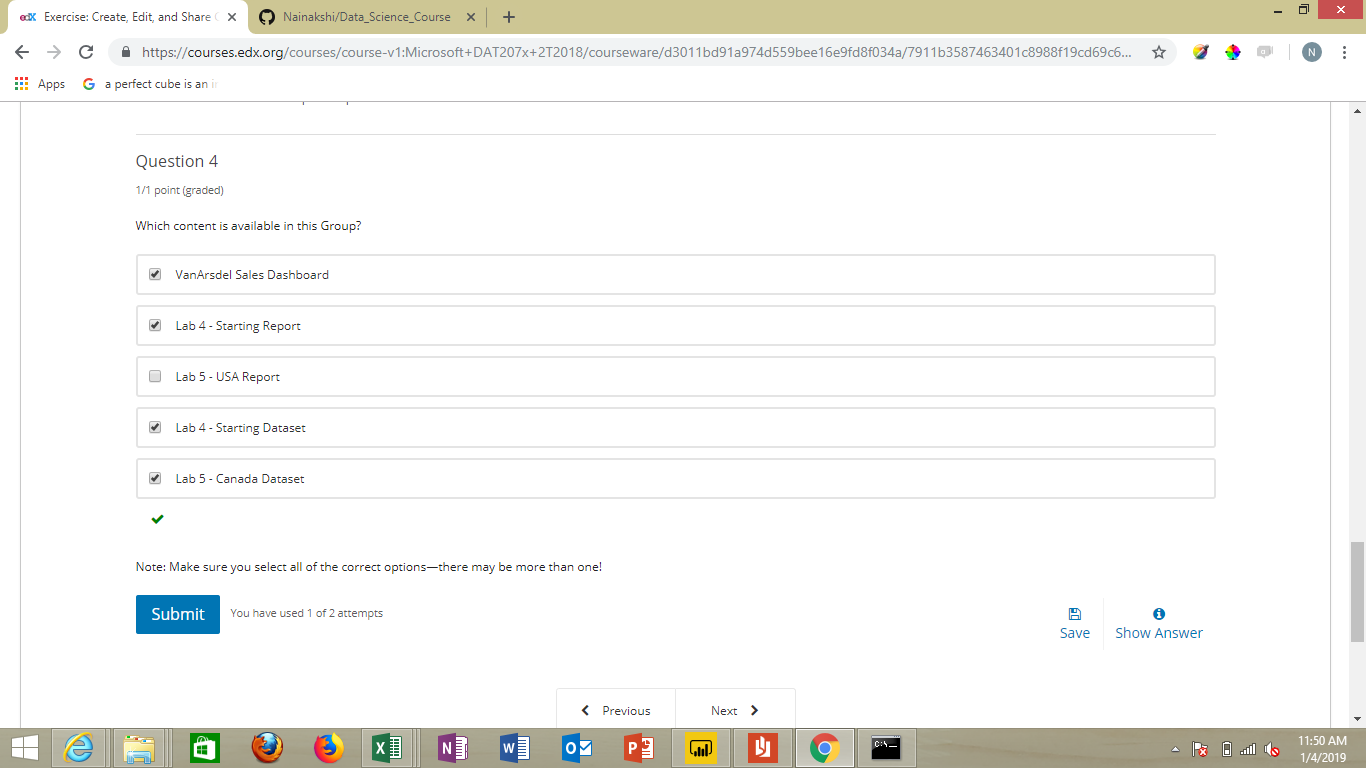 edX Exercise: Create, Edit, and Share
Nainakshi/Data_Science_Course
https://courses.edx.org/courses/course-v1:Microsoft+DAT207x+2T2018/courseware/d3011bd91a974d559bee16e9fd8f034a/7911b3587463401c8988f19cd69c6...
N
Apps
a perfect cube is an i
Question 4
1/1 point (graded)
Which content is available in this Group?
VanArsdel Sales Dashboard
Lab 4 - Starting Report
Lab 5 - USA Report
Lab 4 - Starting Dataset
Lab 5 - Canada Dataset
Note: Make sure you select all of the correct options—there may be more than one!
Submit
You have used 1 of 2 attempts
Save
Show Answer
Previous
Next
11:50 AM
1/4/2019